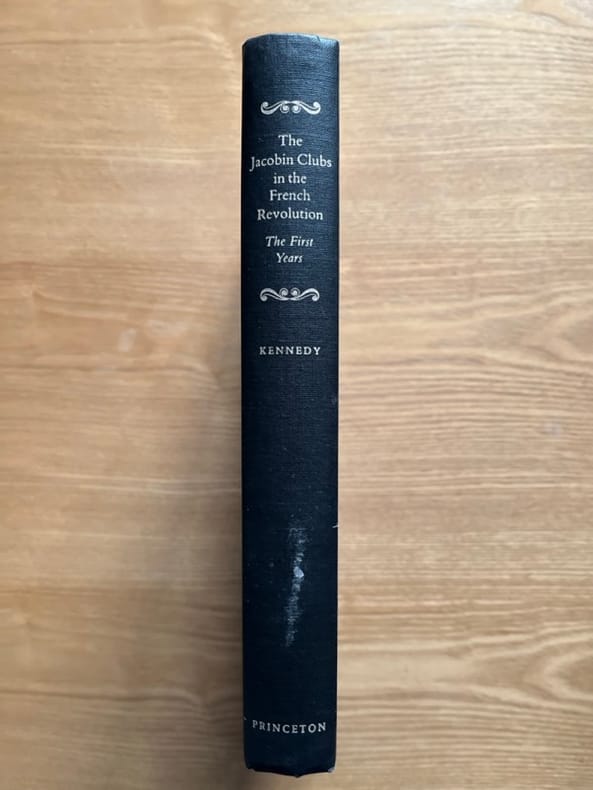 The
Jacobin Clubs
in the
French
Revolution
The First
Years
KENNEDY
PRINCETON